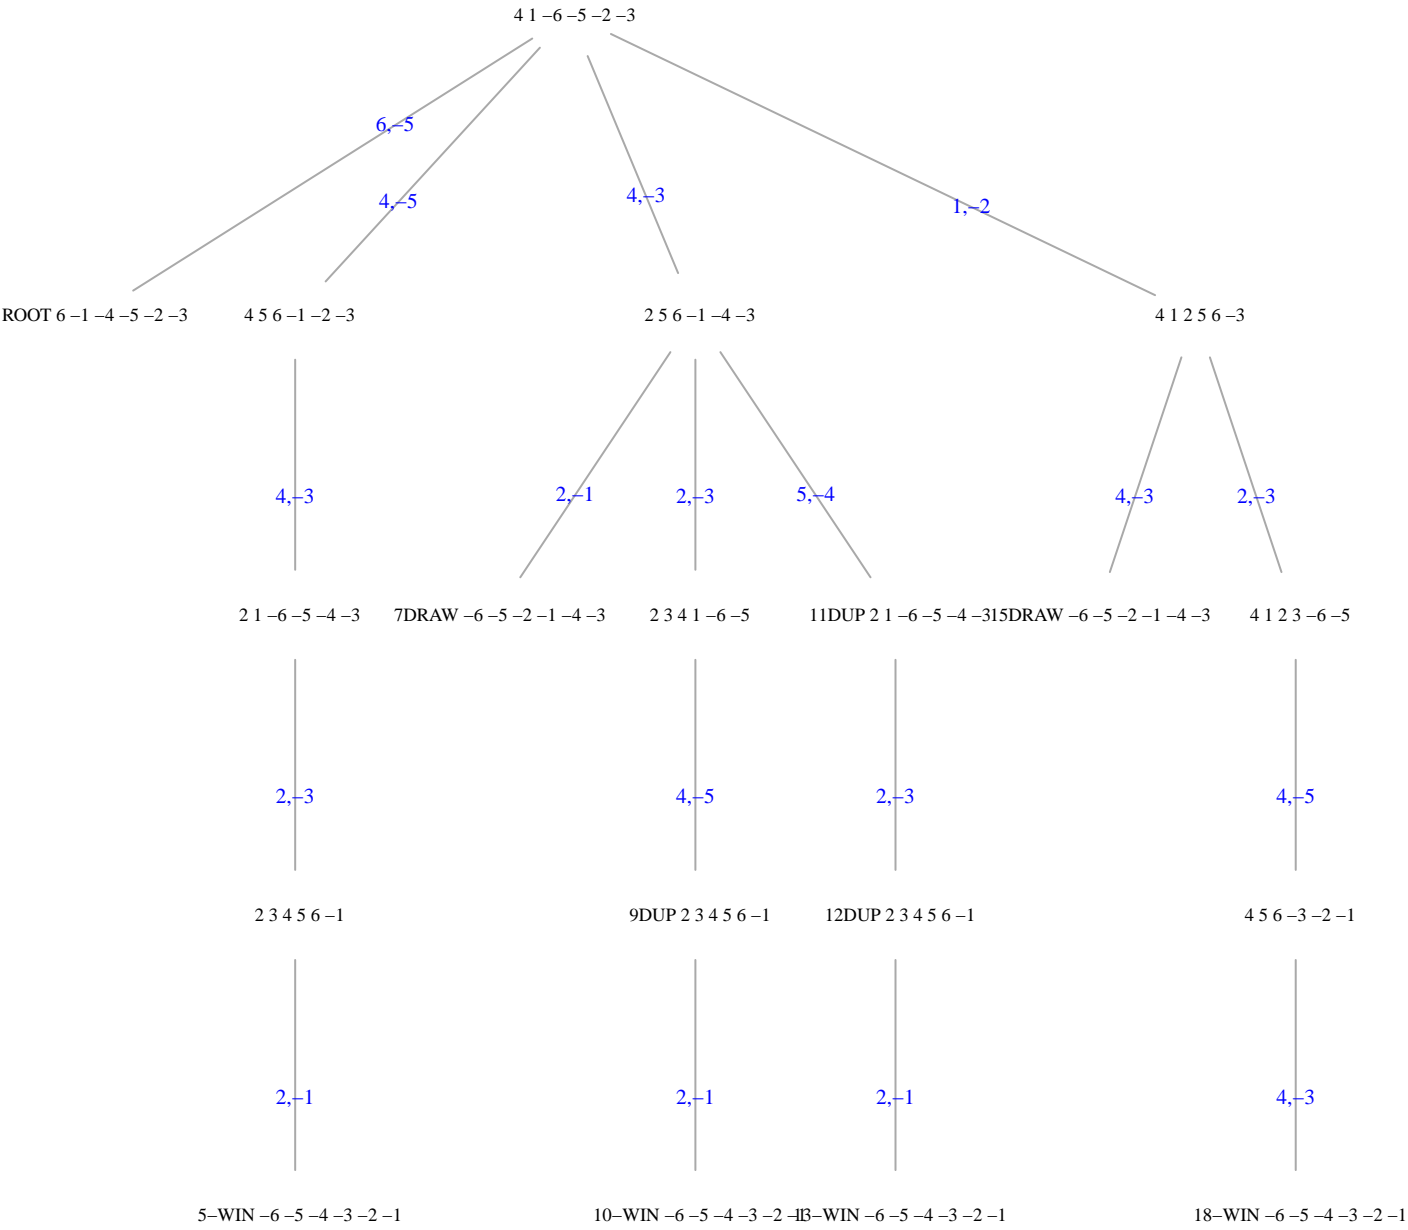 4 1 –6 –5 –2 –3
6,–5
4,–5
4,–3
1,–2
ROOT 6 –1 –4 –5 –2 –3
4 5 6 –1 –2 –3
2 5 6 –1 –4 –3
4 1 2 5 6 –3
4,–3
2,–1
2,–3
5,–4
4,–3
2,–3
2 1 –6 –5 –4 –3
7DRAW –6 –5 –2 –1 –4 –3
2 3 4 1 –6 –5
11DUP 2 1 –6 –5 –4 –3
15DRAW –6 –5 –2 –1 –4 –3
4 1 2 3 –6 –5
2,–3
4,–5
2,–3
4,–5
2 3 4 5 6 –1
9DUP 2 3 4 5 6 –1
12DUP 2 3 4 5 6 –1
4 5 6 –3 –2 –1
2,–1
2,–1
2,–1
4,–3
5–WIN –6 –5 –4 –3 –2 –1
10–WIN –6 –5 –4 –3 –2 –1
13–WIN –6 –5 –4 –3 –2 –1
18–WIN –6 –5 –4 –3 –2 –1